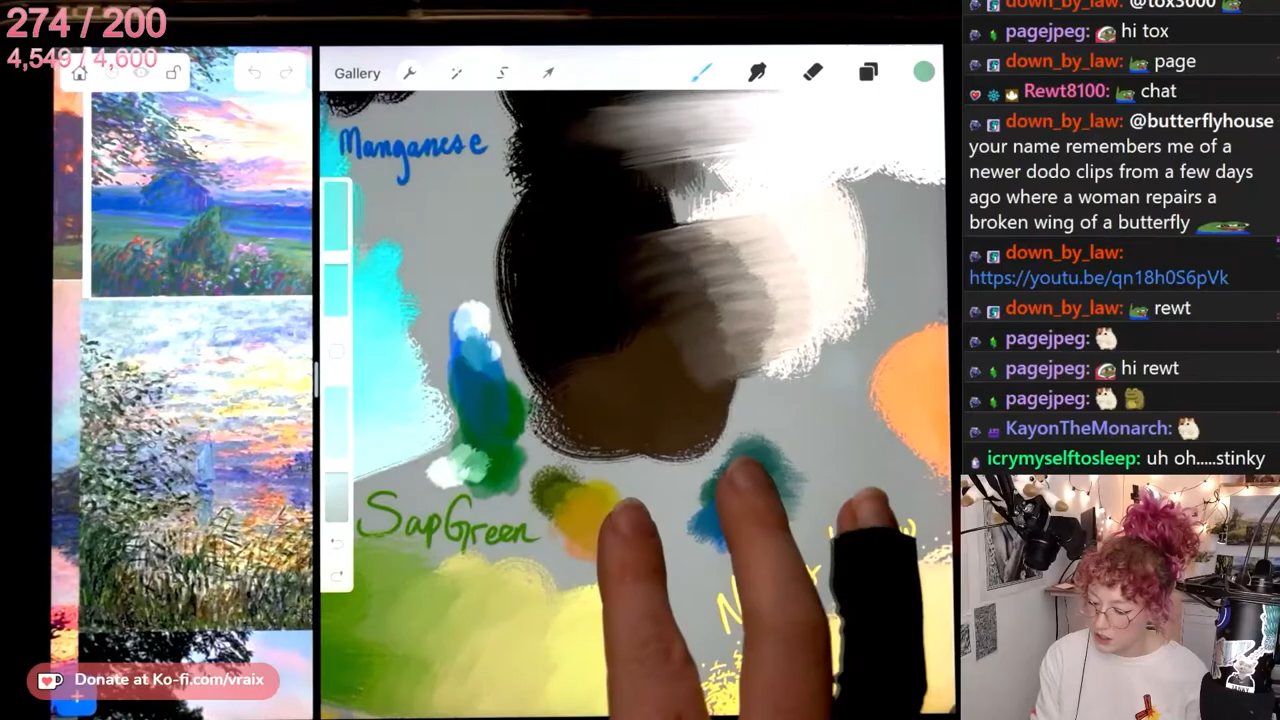 274 / 200
4,549 / 4,600
Gallery
Manganese
SapGreen
Donate at Ko-fi.com/vraix
down_by_law: @tox5000
pagejpeg: hi tox
down_by_law: page
Rewt8100: chat
down_by_law: @butterflyhouse
your name remembers me of a
newer dodo clips from a few days
ago where a woman repairs a
broken wing of a butterfly
down_by_law:
https://youtu.be/qn18h0S6pVk
down_by_law: rewt
pagejpeg:
pagejpeg: hi rewt
pagejpeg:
KayonTheMonarch:
icrymyselftosleep: uh oh.....stinky